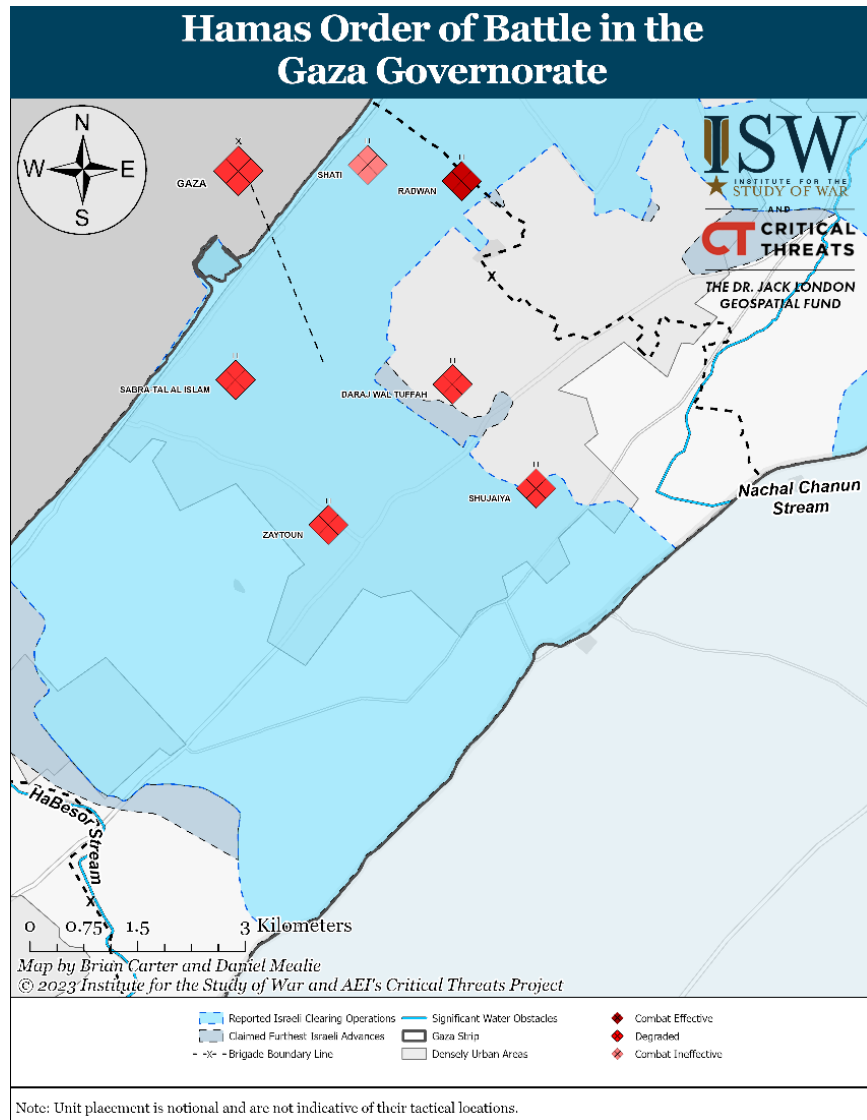 Hamas Order of Battle in the
Gaza Governorate
N
W
E
S
X
GAZA
I
SHATI
II
RADWAN
ISW
INSTITUTE FOR THE
STUDY OF WAR
AND
CT CRITICAL
THREATS
THE DR. JACK LONDON
GEOSPATIAL FUND
X
SABRA TAL AL ISLAM
II
DARAJ WAL TUFFAH
II
SHUJAIYA
Nachal Chanun
Stream
I
ZAYTOUN
HaBesor Stream
X
0 0.75 1.5 3 Kilometers
Map by Brian Carter and Daniel Mealie
© 2023 Institute for the Study of War and AEI's Critical Threats Project
Reported Israeli Clearing Operations
Claimed Furthest Israeli Advances
-x- Brigade Boundary Line
Significant Water Obstacles
Gaza Strip
Densely Urban Areas
Combat Effective
Degraded
Combat Ineffective
Note: Unit placement is notional and are not indicative of their tactical locations.